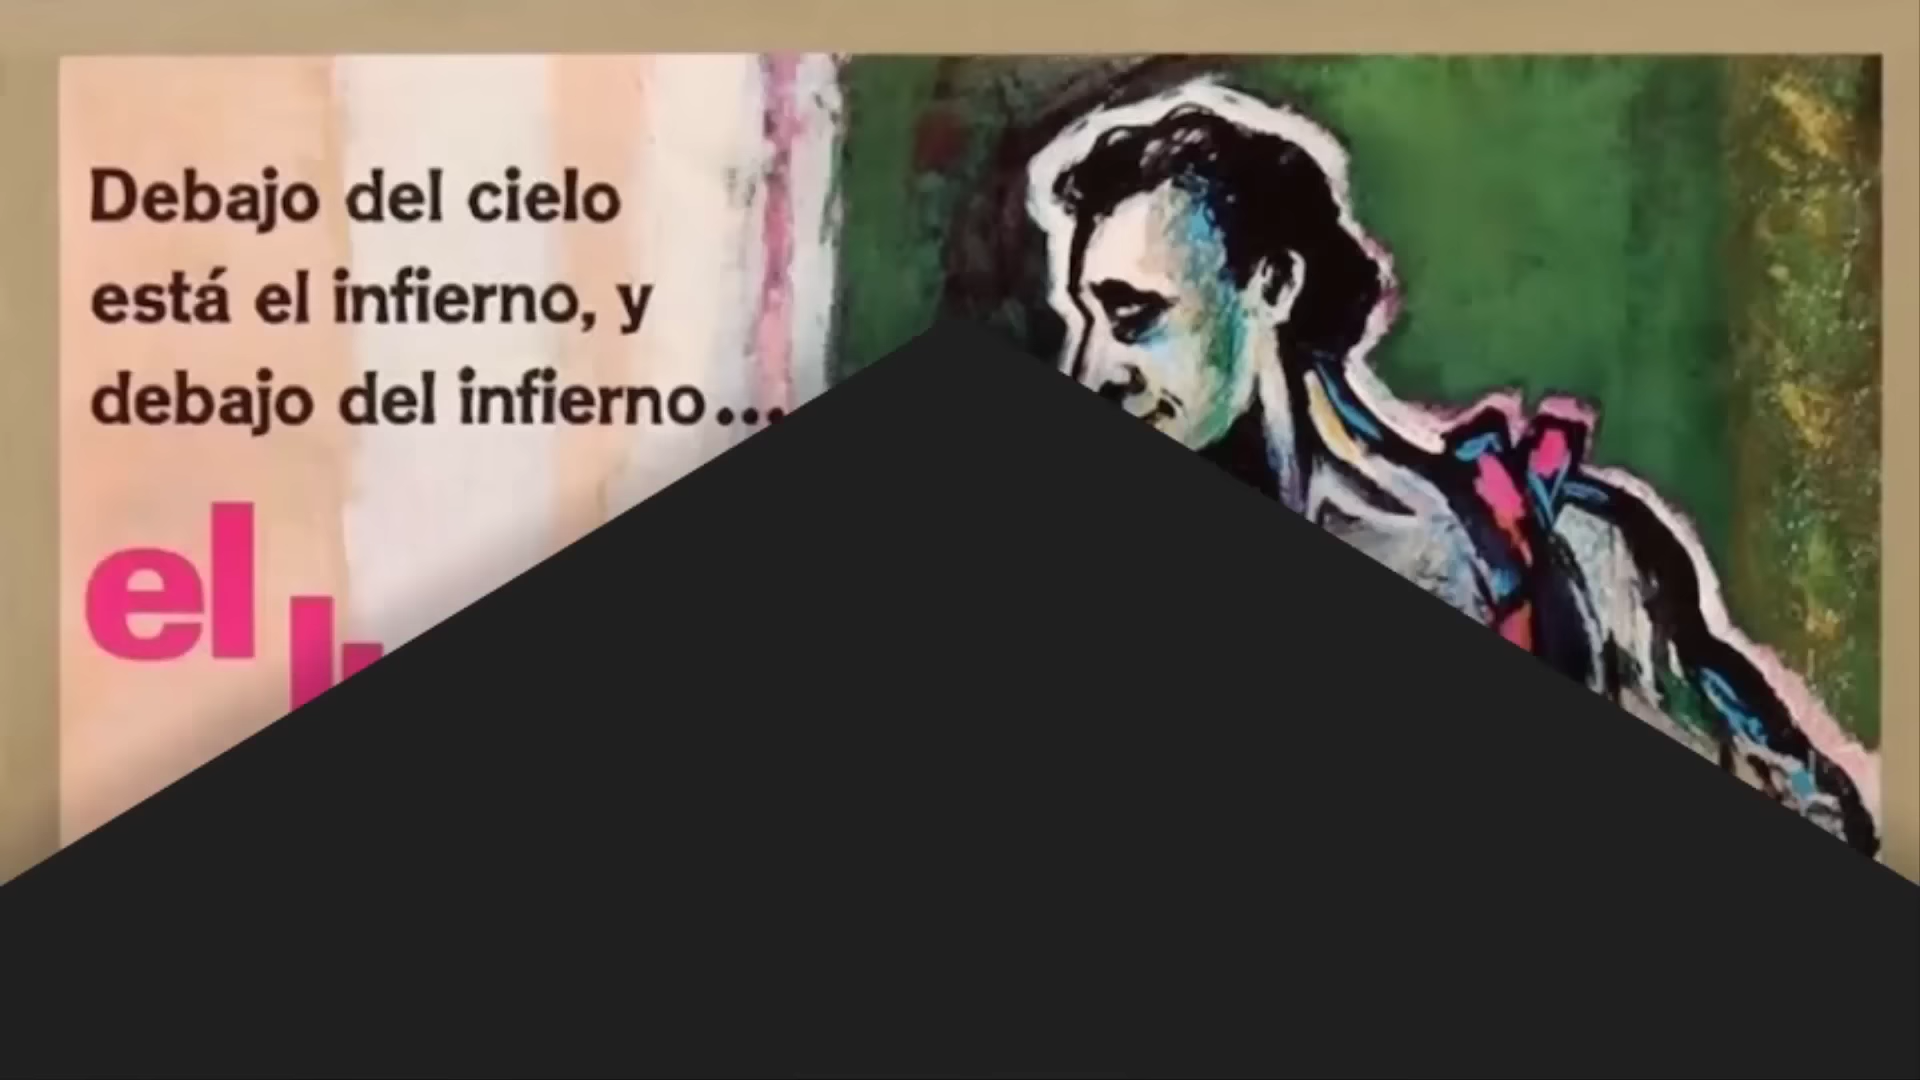 Debajo del cielo
está el infierno, y
debajo del infierno...
el